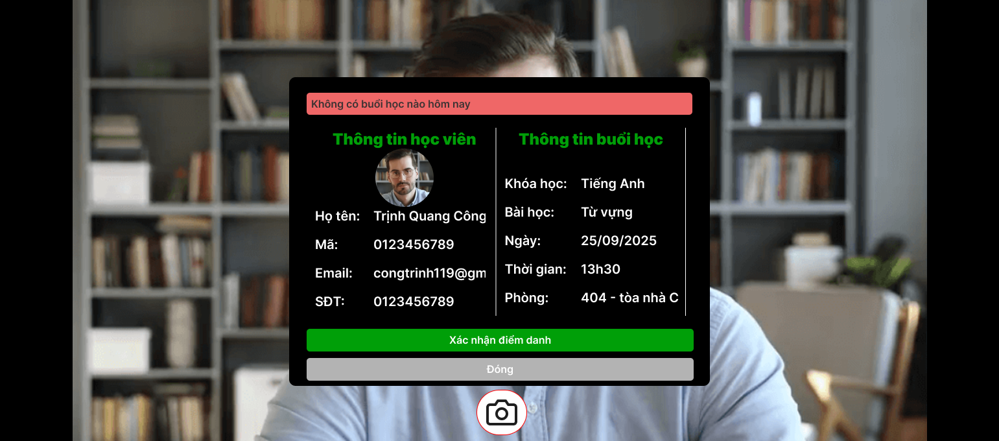 Không có buổi học nào hôm nay
Thông tin học viên
Họ tên: Trịnh Quang Công
Mã: 0123456789
Email: congtrinh119@gm
SĐT: 0123456789
Thông tin buổi học
Khóa học: Tiếng Anh
Bài học: Từ vựng
Ngày: 25/09/2025
Thời gian: 13h30
Phòng: 404 - tòa nhà C
Xác nhận điểm danh
Đóng